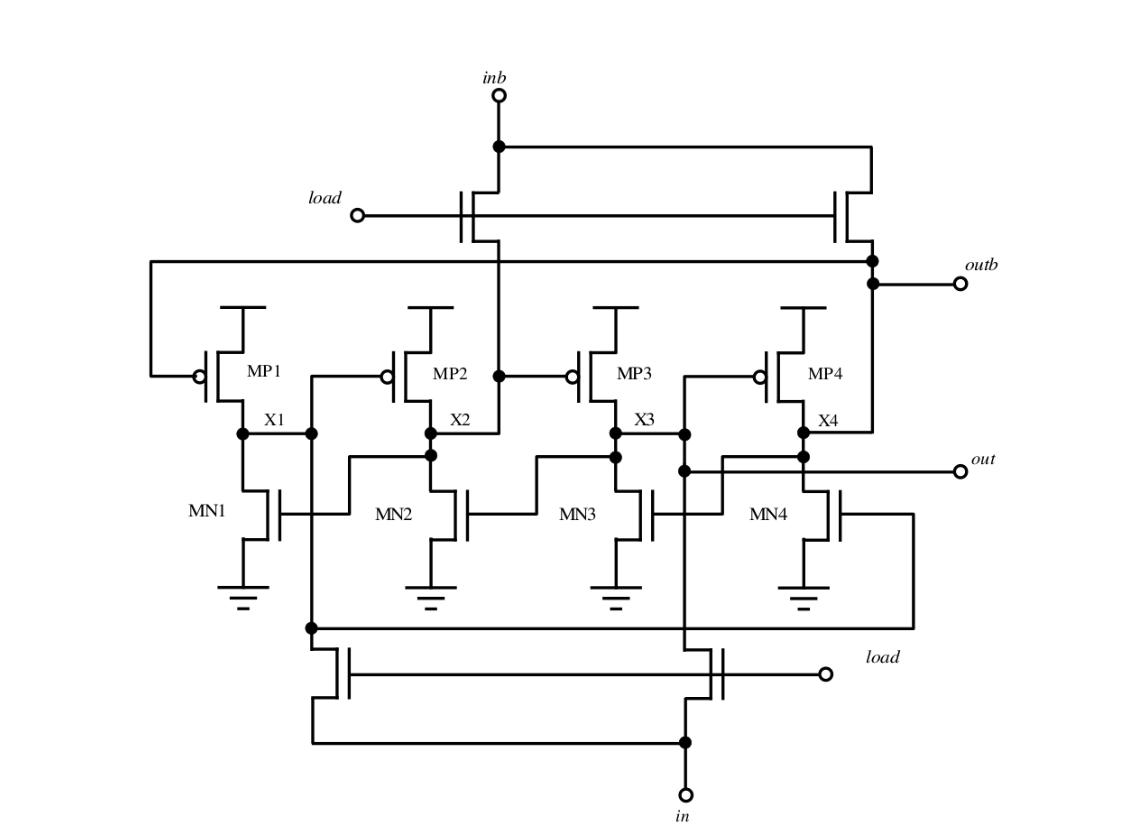 inb
load
outb
MP1
MP2
MP3
MP4
X1
X2
X3
X4
out
MN1
MN2
MN3
MN4
load
in